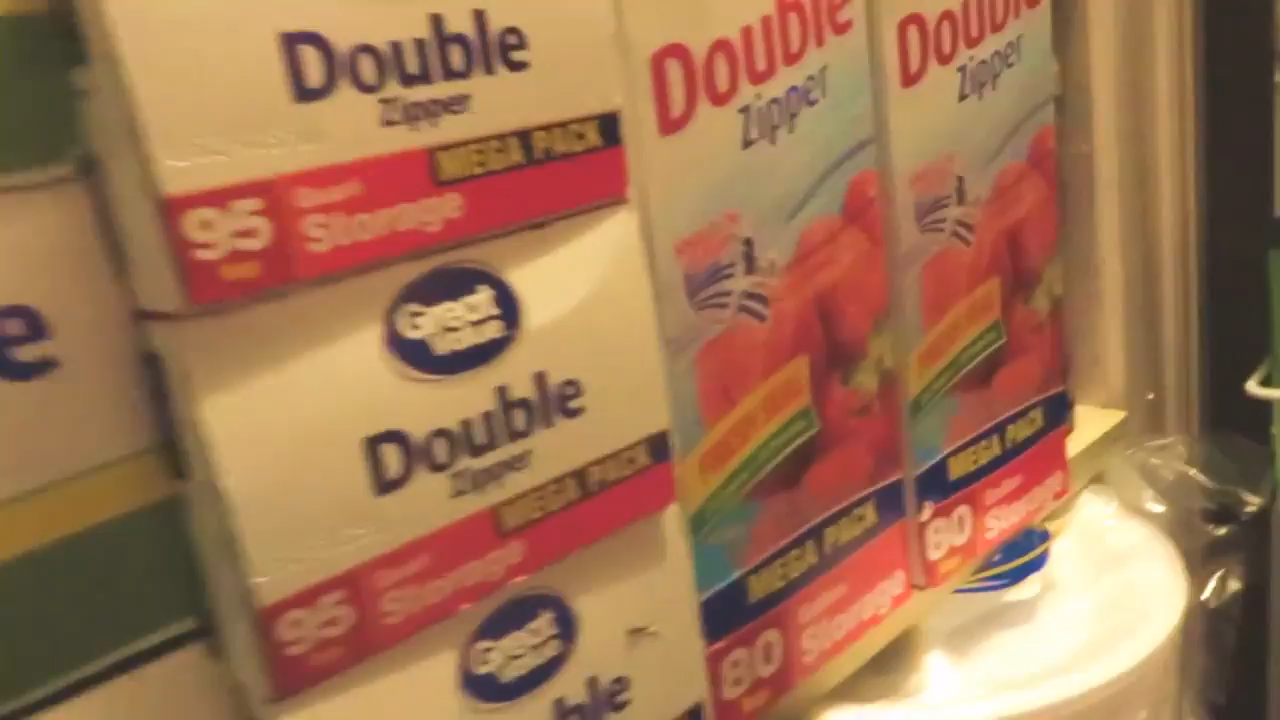 Double
Zipper
MEGA PACK
95
Storage
Great
Value
Double
Zipper
MEGA PACK
95
Storage
Great
Value
ble
e
Double
Zipper
MEGA PACK
80
Storage
Double
Zipper
MEGA PACK
80
Storage